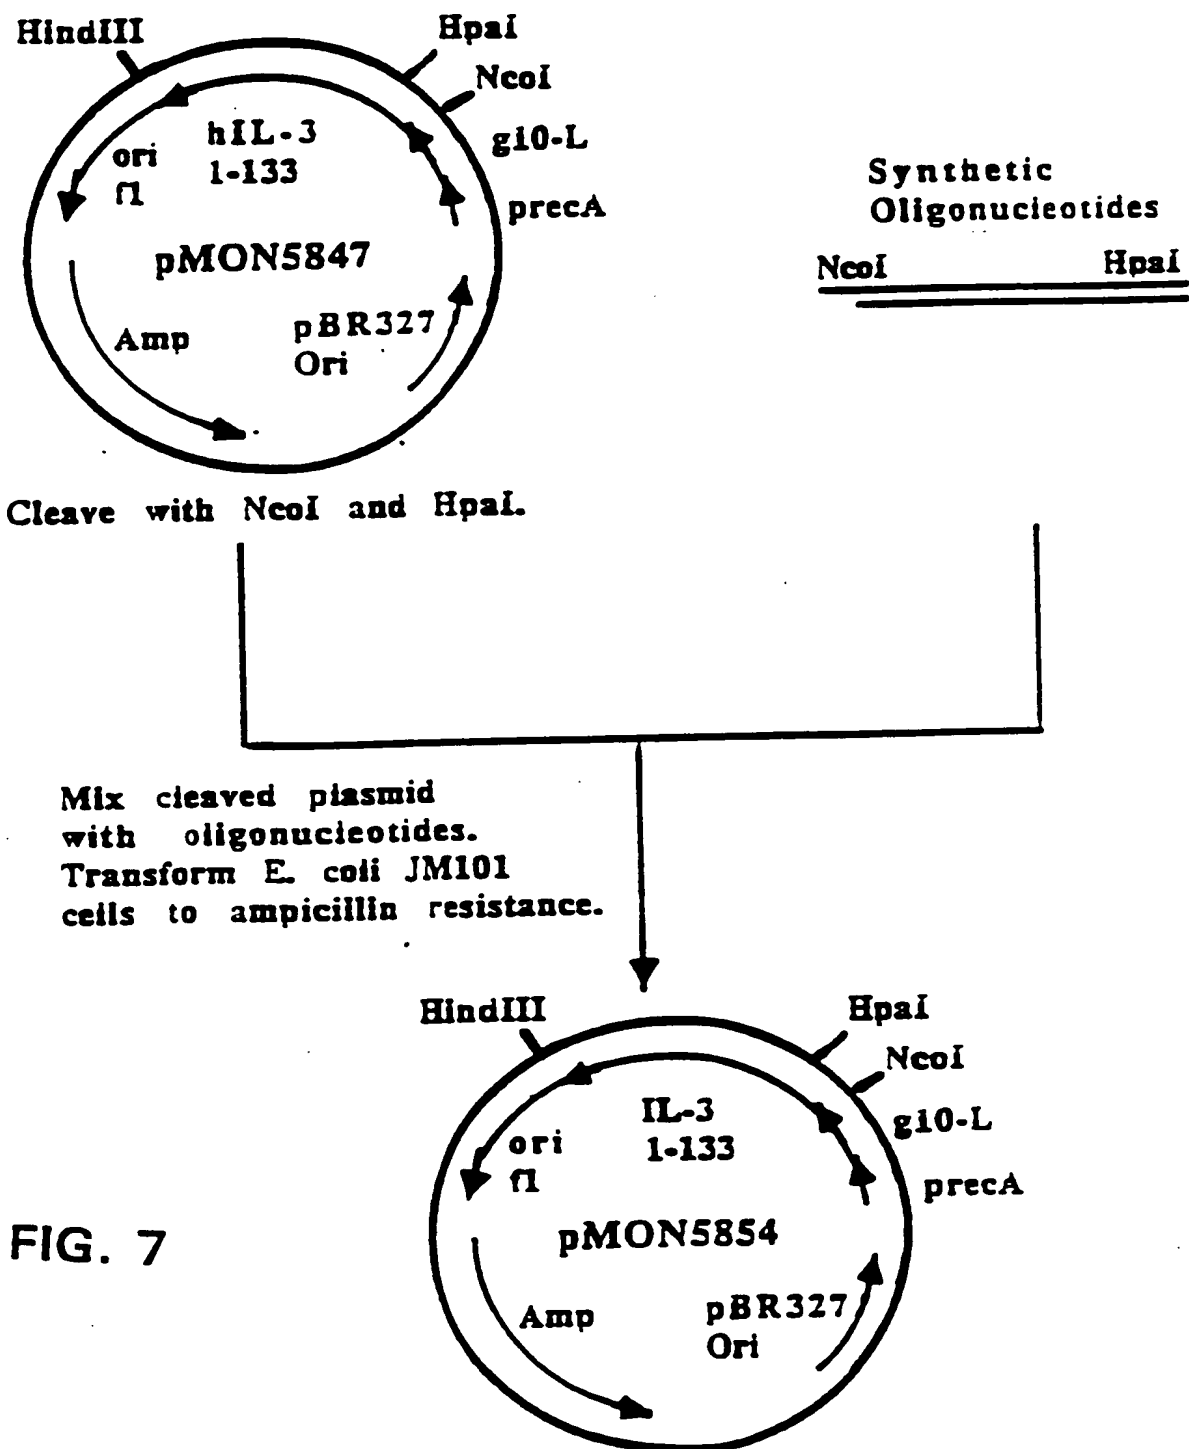 HindIII
HpaI
NcoI
hIL-3
1-133
ori
f1
g10-L
precA
pMON5847
Amp
pBR327
Ori
Synthetic
Oligonucleotides
NcoI
HpaI
Cleave with NcoI and HpaI.
Mix cleaved plasmid
with oligonucleotides.
Transform E. coli JM101
cells to ampicillin resistance.
HindIII
HpaI
NcoI
IL-3
1-133
ori
f1
g10-L
precA
pMON5854
Amp
pBR327
Ori
FIG. 7